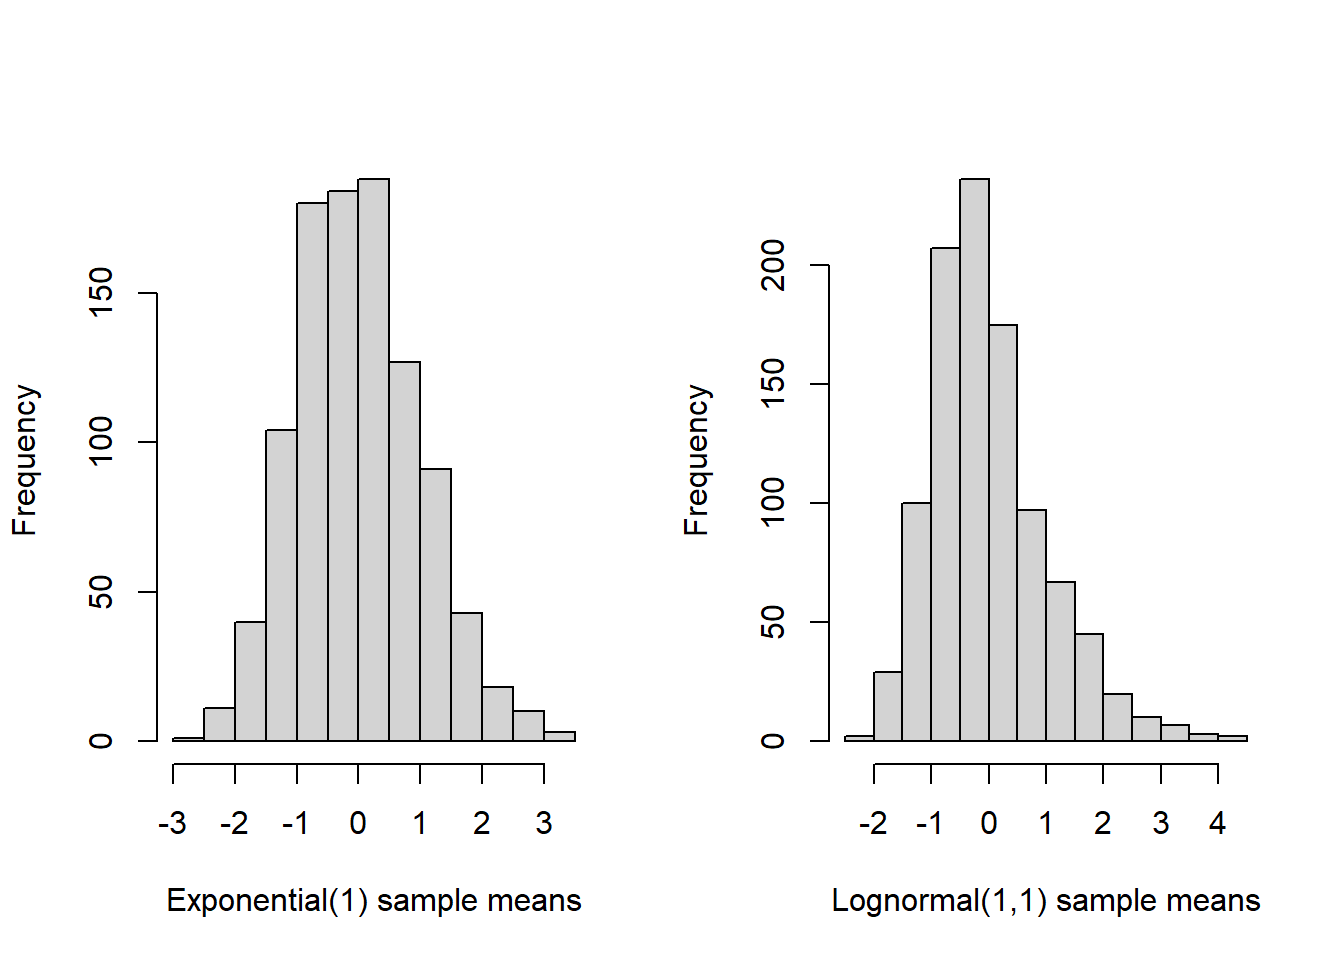 Frequency
0
50
100
150
-3 -2 -1 0 1 2 3
Exponential(1) sample means
Frequency
0
50
100
150
200
-2 -1 0 1 2 3 4
Lognormal(1,1) sample means